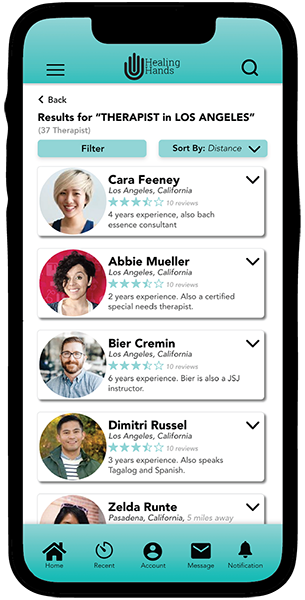 Healing
Hands
Back
Results for “THERAPIST in LOS ANGELES”
(37 Therapist)
Filter
Sort By: Distance
Cara Feeney
Los Angeles, California
10 reviews
4 years experience, also bach
essence consultant
Abbie Mueller
Los Angeles, California
10 reviews
2 years experience. Also a certified
special needs therapist.
Bier Cremin
Los Angeles, California
10 reviews
6 years experience. Bier is also a JSJ
instructor.
Dimitri Russel
Los Angeles, California
10 reviews
3 years experience. Also speaks
Tagalog and Spanish.
Zelda Runte
Pasadena, California, 5 miles away
Home
Recent
Account
Message
Notification